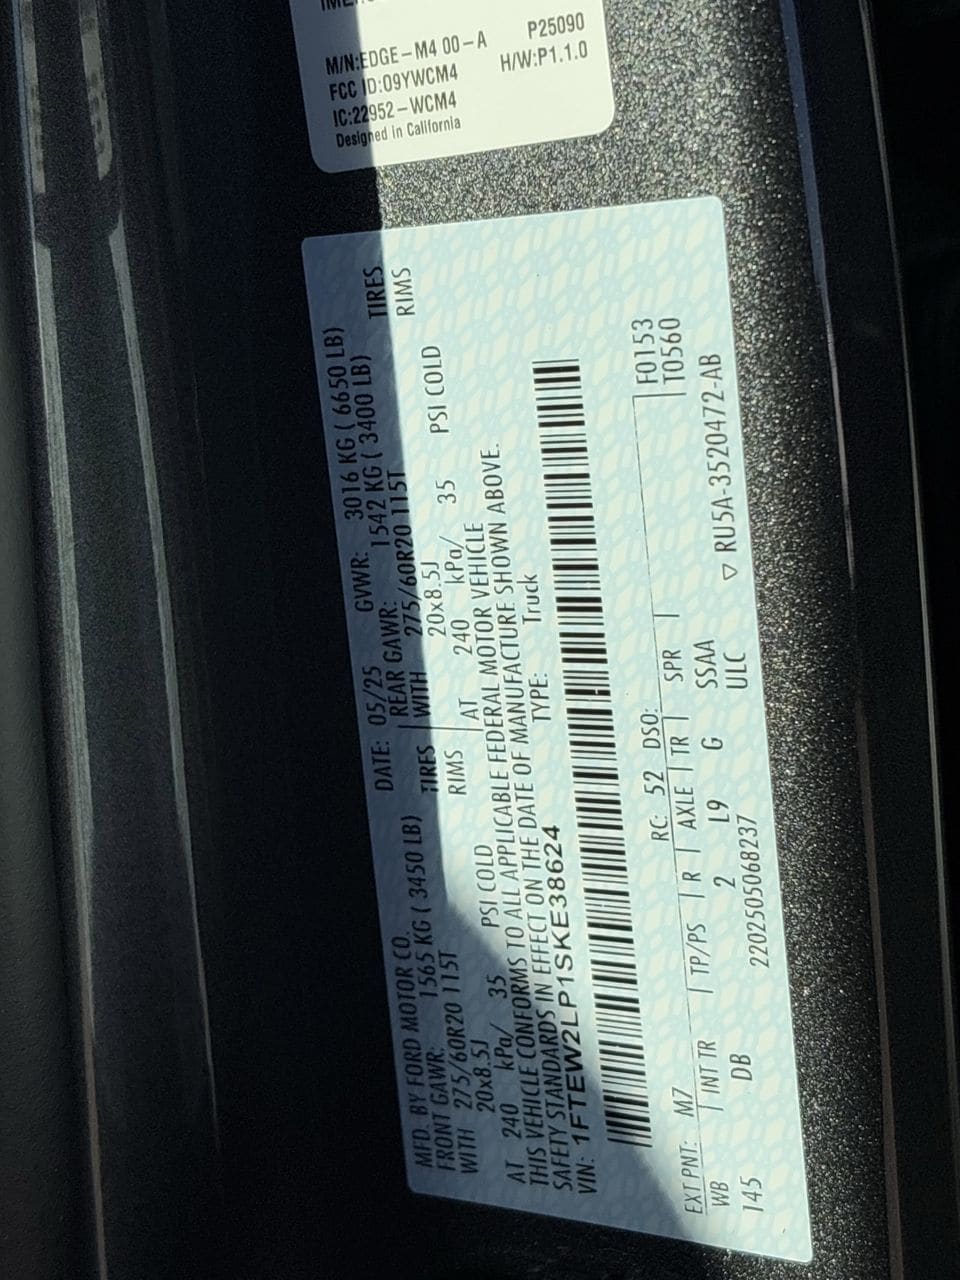 M/N:EDGE-M4 00-A P25090
FCC ID:O9YWCM4 H/W:P1.1.0
IC:22952-WCM4
Designed in California
MFD. BY FORD MOTOR CO. DATE: 05/25 GVWR: 3016 KG ( 6650 LB)
FRONT GAWR: 1565 KG ( 3450 LB) REAR GAWR: 1542 KG ( 3400 LB)
WITH 275/60R20 115T TIRES WITH 275/60R20 115T TIRES
20x8.5J RIMS 20x8.5J RIMS
AT 240 kPa/ 35 PSI COLD AT 240 kPa/ 35 PSI COLD
THIS VEHICLE CONFORMS TO ALL APPLICABLE FEDERAL MOTOR VEHICLE
SAFETY STANDARDS IN EFFECT ON THE DATE OF MANUFACTURE SHOWN ABOVE.
VIN: 1FTEW2LP1SKE38624 TYPE: Truck
F0153
EXT PNT: M7 RC: 52 DSO: T0560
WB INT TR TP/PS R AXLE TR SPR
145 DB 2 L9 G SSAA
2202505068237 ULC ▽ RU5A-3520472-AB